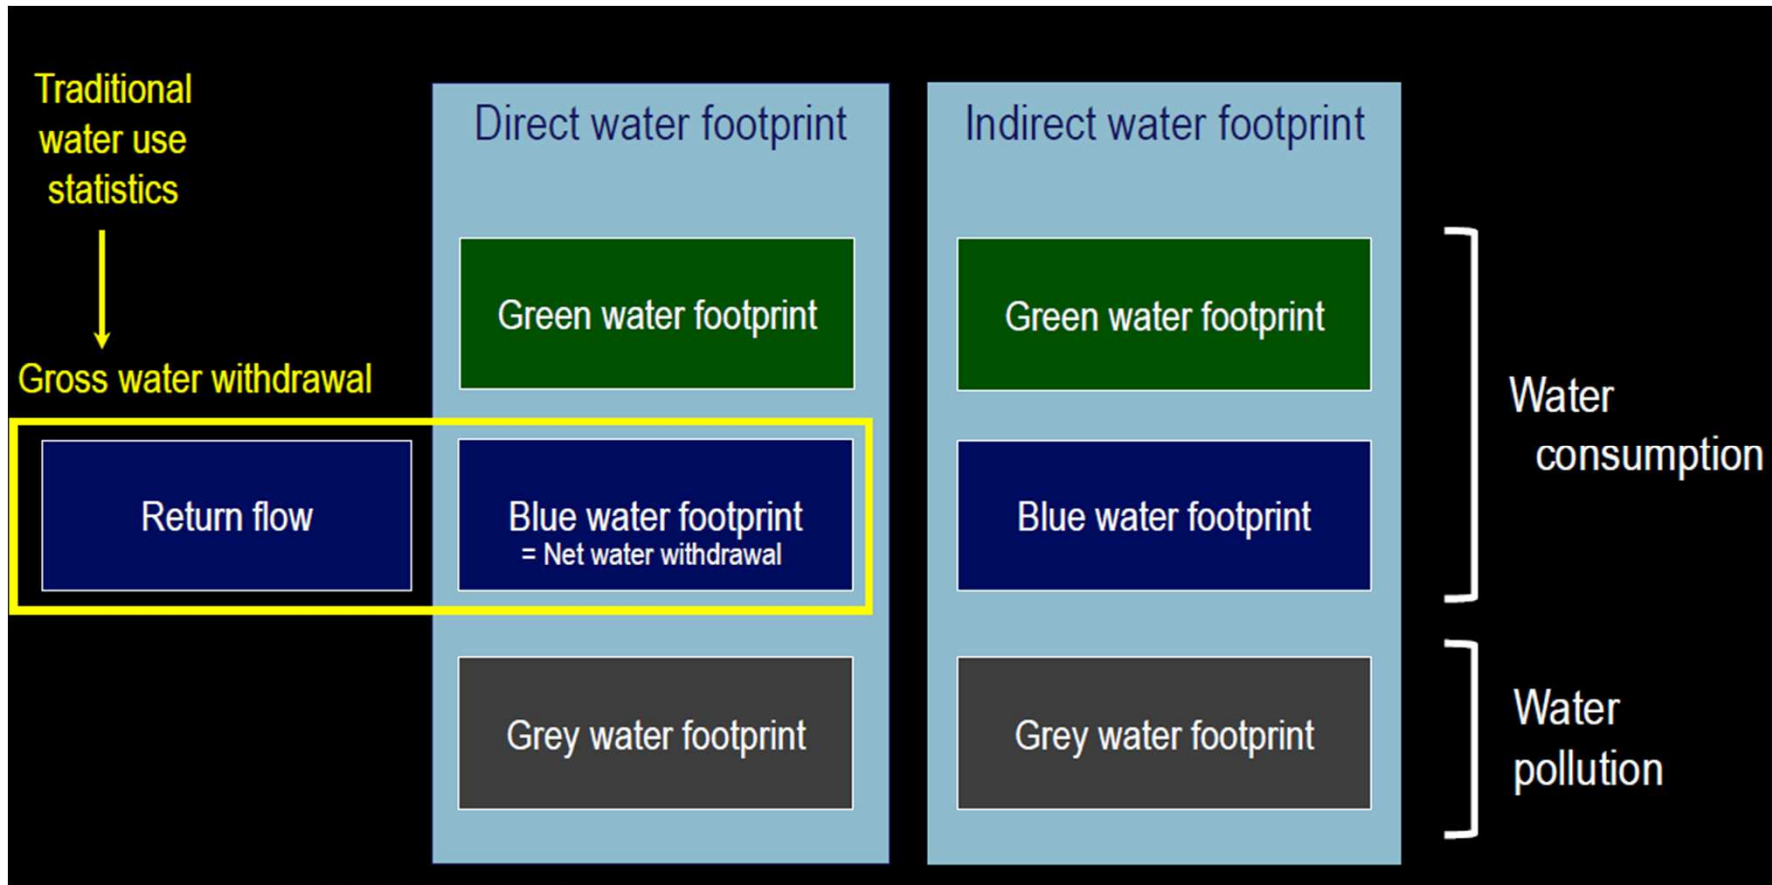 Traditional
water use
statistics
Gross water withdrawal
Return flow
Direct water footprint
Green water footprint
Blue water footprint
= Net water withdrawal
Grey water footprint
Indirect water footprint
Green water footprint
Blue water footprint
Grey water footprint
Water
consumption
Water
pollution